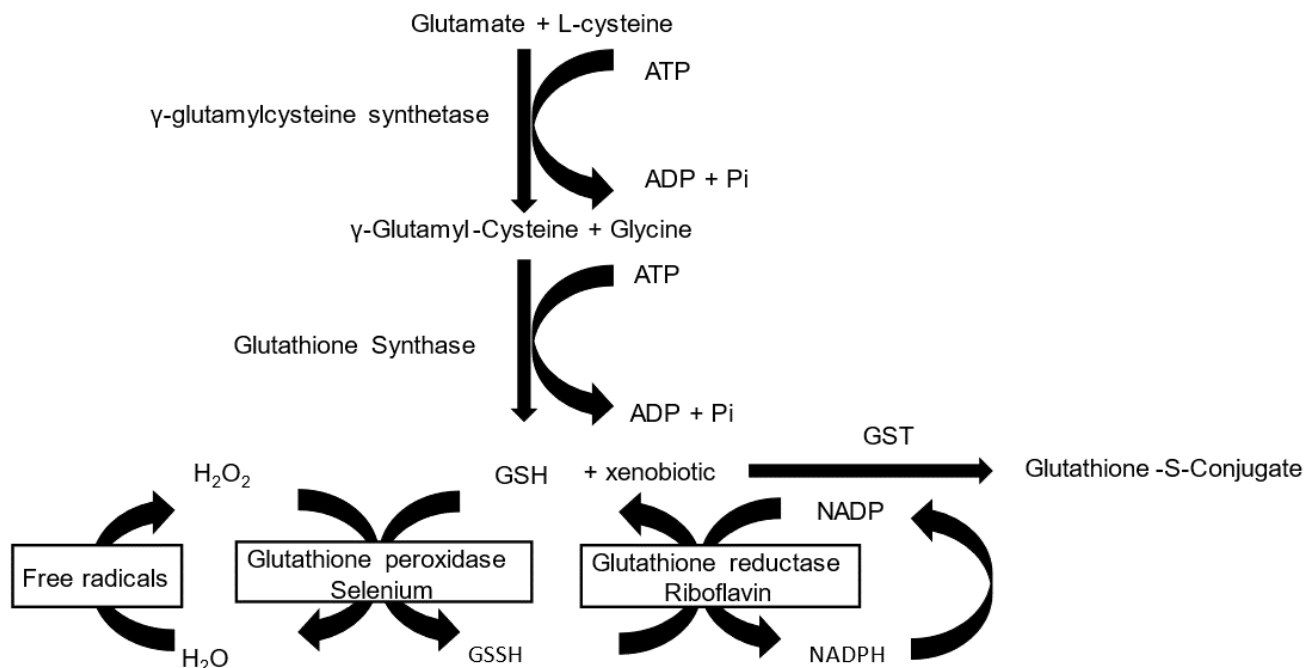 Glutamate + L-cysteine
ATP
γ-glutamylcysteine synthetase
ADP + Pi
γ-Glutamyl-Cysteine + Glycine
ATP
Glutathione Synthase
ADP + Pi
GST
H₂O₂
GSH + xenobiotic
Glutathione -S-Conjugate
NADP
Free radicals
Glutathione peroxidase
Selenium
Glutathione reductase
Riboflavin
H₂O
GSSH
NADPH